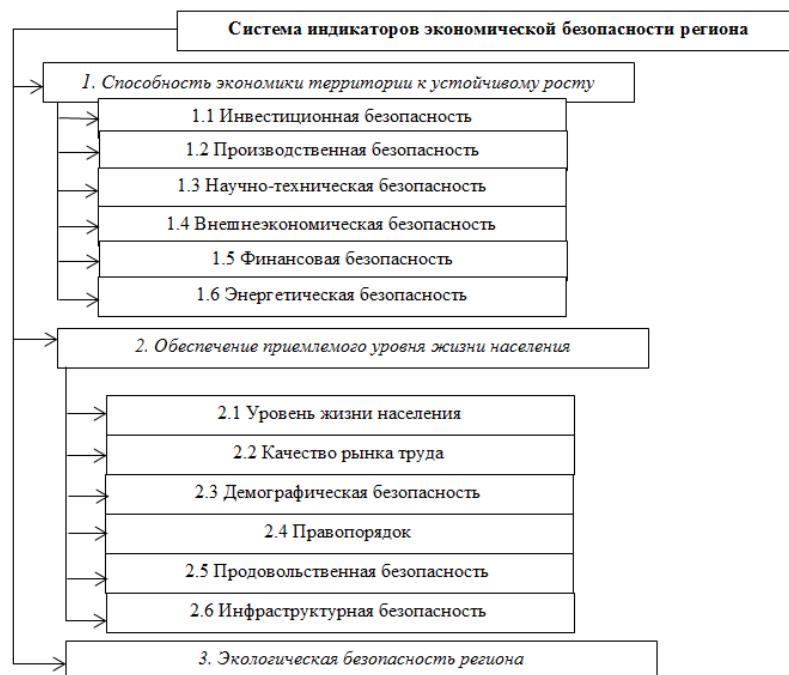 Система индикаторов экономической безопасности региона
1. Способность экономики территории к устойчивому росту
1.1 Инвестиционная безопасность
1.2 Производственная безопасность
1.3 Научно-техническая безопасность
1.4 Внешнеэкономическая безопасность
1.5 Финансовая безопасность
1.6 Энергетическая безопасность
2. Обеспечение приемлемого уровня жизни населения
2.1 Уровень жизни населения
2.2 Качество рынка труда
2.3 Демографическая безопасность
2.4 Правопорядок
2.5 Продовольственная безопасность
2.6 Инфраструктурная безопасность
3. Экологическая безопасность региона